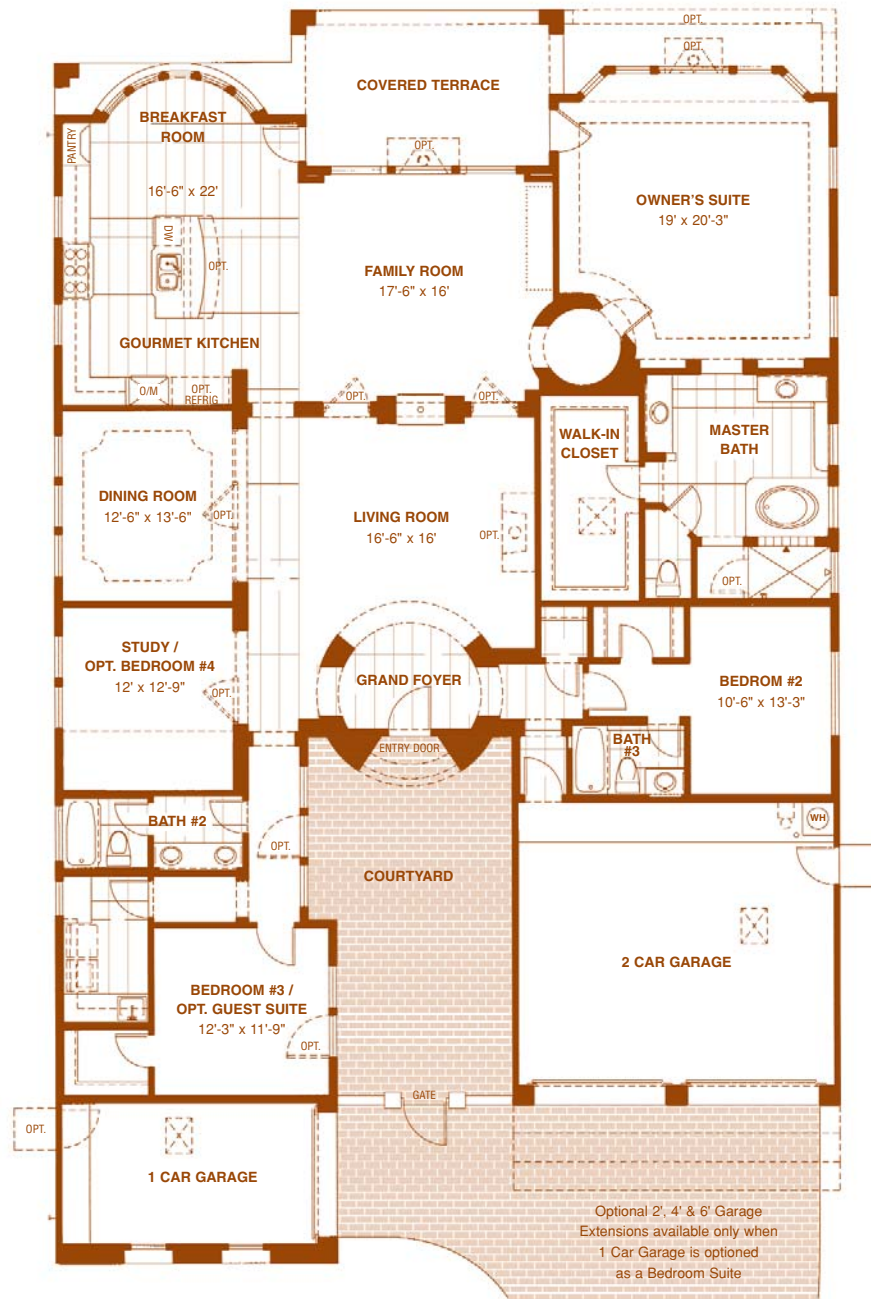 OPT.
OPT.
COVERED TERRACE
BREAKFAST
ROOM
PANTRY
OPT.
16'-6" x 22'
OWNER'S SUITE
19' x 20'-3"
DW
OPT.
FAMILY ROOM
17'-6" x 16'
GOURMET KITCHEN
O/M
OPT.
REFRIG
OPT.
OPT.
WALK-IN
CLOSET
MASTER
BATH
DINING ROOM
12'-6" x 13'-6"
OPT.
LIVING ROOM
16'-6" x 16'
OPT.
OPT.
STUDY /
OPT. BEDROOM #4
12' x 12'-9"
OPT.
GRAND FOYER
BEDROM #2
10'-6" x 13'-3"
ENTRY DOOR
BATH
#3
BATH #2
OPT.
WH
COURTYARD
2 CAR GARAGE
BEDROOM #3 /
OPT. GUEST SUITE
12'-3" x 11'-9"
OPT.
GATE
OPT.
1 CAR GARAGE
Optional 2', 4' & 6' Garage
Extensions available only when
1 Car Garage is optioned
as a Bedroom Suite